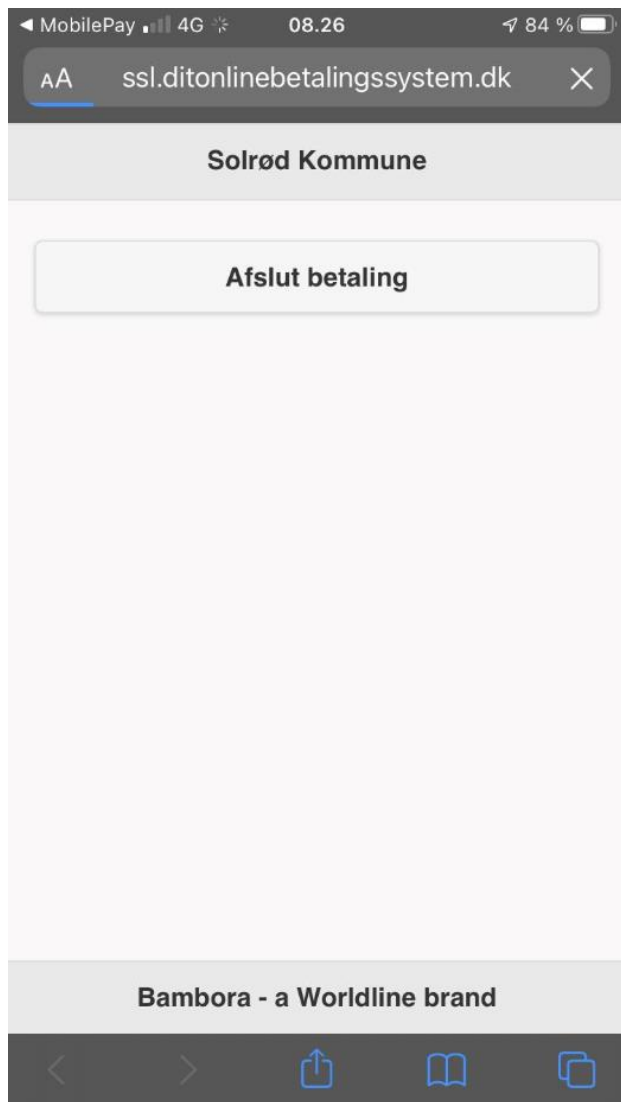 MobilePay 4G 08.26 84 %
AA ssl.ditonlinebetalingssystem.dk
Solrød Kommune
Afslut betaling
Bambora - a Worldline brand